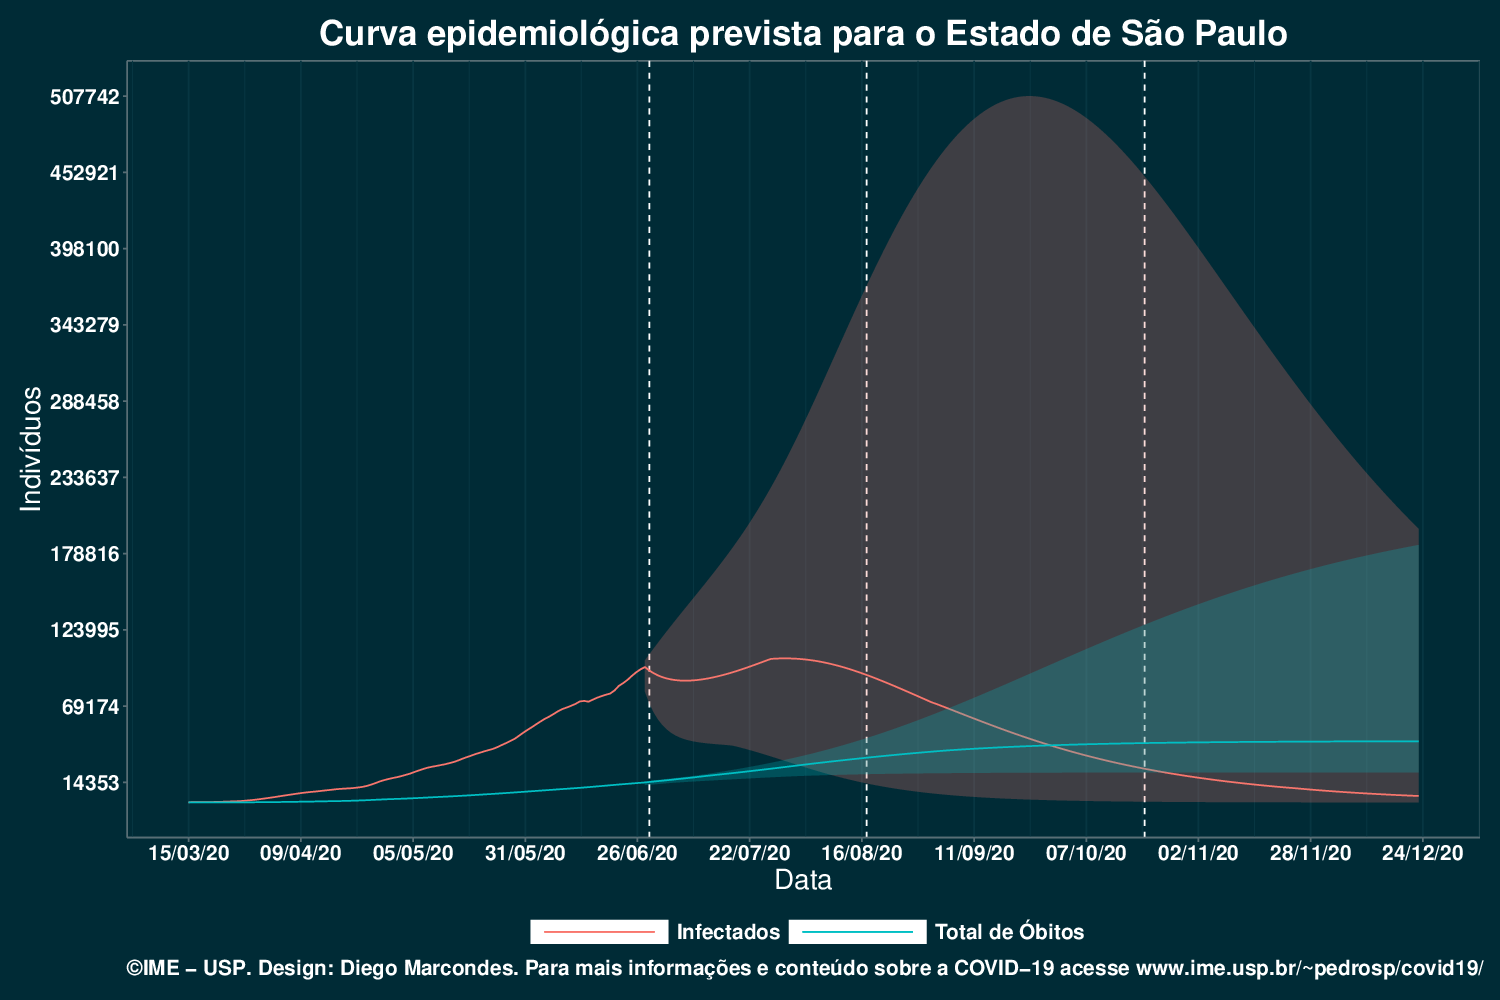 Curva epidemiológica prevista para o Estado de São Paulo
507742
452921
398100
343279
288458
233637
178816
123995
69174
14353
Indivíduos
15/03/20 09/04/20 05/05/20 31/05/20 26/06/20 22/07/20 16/08/20 11/09/20 07/10/20 02/11/20 28/11/20 24/12/20
Data
Infectados Total de Óbitos
©IME − USP. Design: Diego Marcondes. Para mais informações e conteúdo sobre a COVID−19 acesse www.ime.usp.br/~pedrosp/covid19/